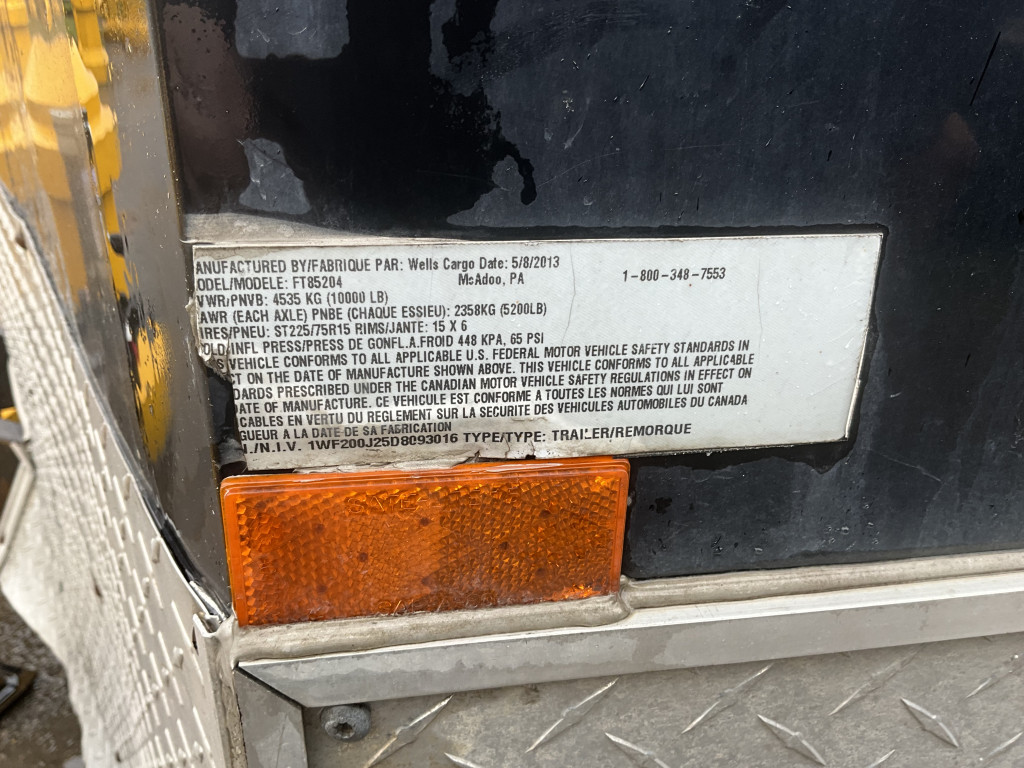 ANUFACTURED BY/FABRIQUE PAR: Wells Cargo Date: 5/8/2013
ODEL/MODELE: FT85204 McAdoo, PA 1-800-348-7553
VWR/PNVB: 4535 KG (10000 LB)
AWR (EACH AXLE) PNBE (CHAQUE ESSIEU): 2358KG (5200LB)
IRES/PNEU: ST225/75R15 RIMS/JANTE: 15 X 6
OLD/INFL PRESS/PRESS DE GONFL.A.FROID 448 KPA, 65 PSI
S VEHICLE CONFORMS TO ALL APPLICABLE U.S. FEDERAL MOTOR VEHICLE SAFETY STANDARDS IN
CT ON THE DATE OF MANUFACTURE SHOWN ABOVE. THIS VEHICLE CONFORMS TO ALL APPLICABLE
DARDS PRESCRIBED UNDER THE CANADIAN MOTOR VEHICLE SAFETY REGULATIONS IN EFFECT ON
DATE OF MANUFACTURE. CE VEHICULE EST CONFORME A TOUTES LES NORMES QUI LUI SONT
ICABLES EN VERTU DU REGLEMENT SUR LA SECURITE DES VEHICULES AUTOMOBILES DU CANADA
GUEUR A LA DATE DE SA FABRICATION
./N.I.V. 1WF200J25D8093016 TYPE/TYPE: TRAILER/REMORQUE